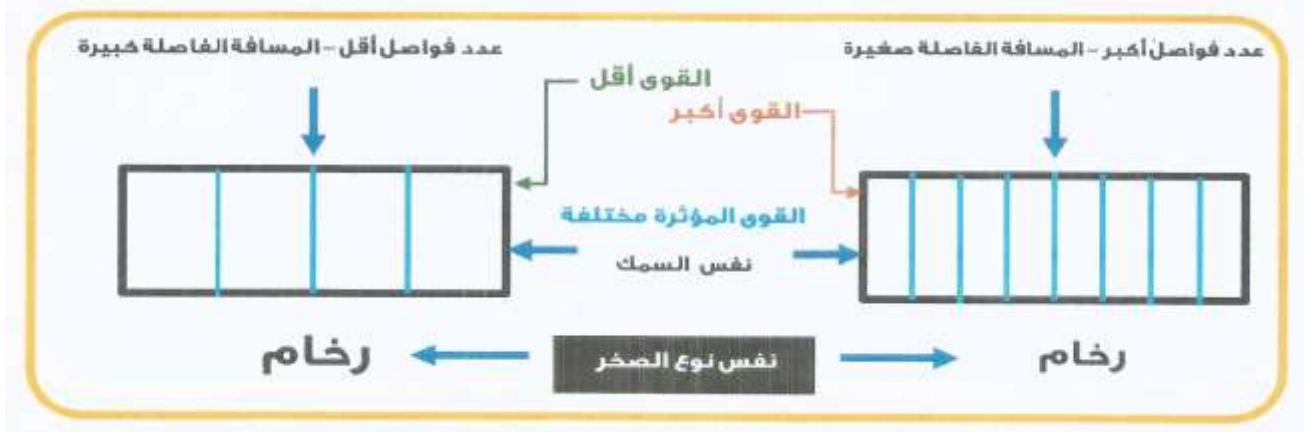 عدد فواصل أكبر – المسافة الفاصلة صغيرة
عدد فواصل أقل – المسافة الفاصلة كبيرة
القوى أقل
القوى أكبر
القوى المؤثرة مختلفة
نفس السمك
رخام
نفس نوع الصخر
رخام